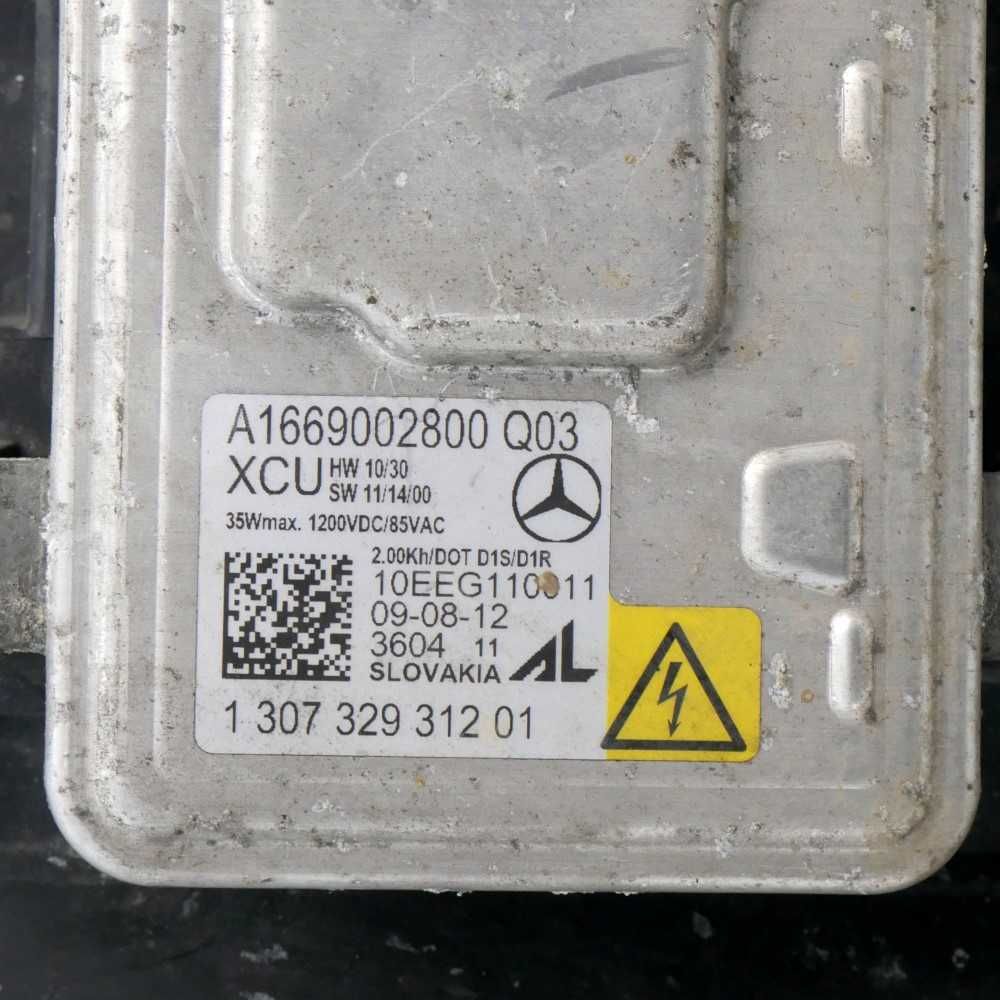 A1669002800 Q03
XCU HW 10/30
SW 11/14/00
35Wmax. 1200VDC/85VAC
2.00Kh/DOT D1S/D1R
09-08-12
3604 11
SLOVAKIA AL
1 307 329 312 01